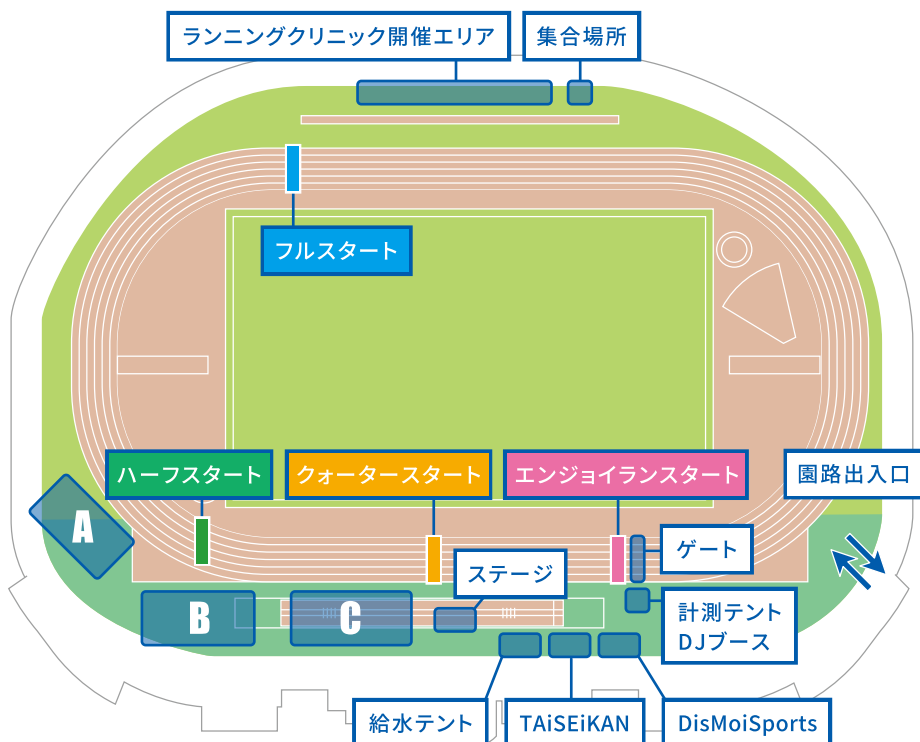 ランニングクリニック開催エリア
集合場所
フルスタート
ハーフスタート
クォータースタート
エンジョイランスタート
園路出入口
A
ゲート
ステージ
B
C
計測テント
DJブース
給水テント
TAiSEiKAN
DisMoiSports